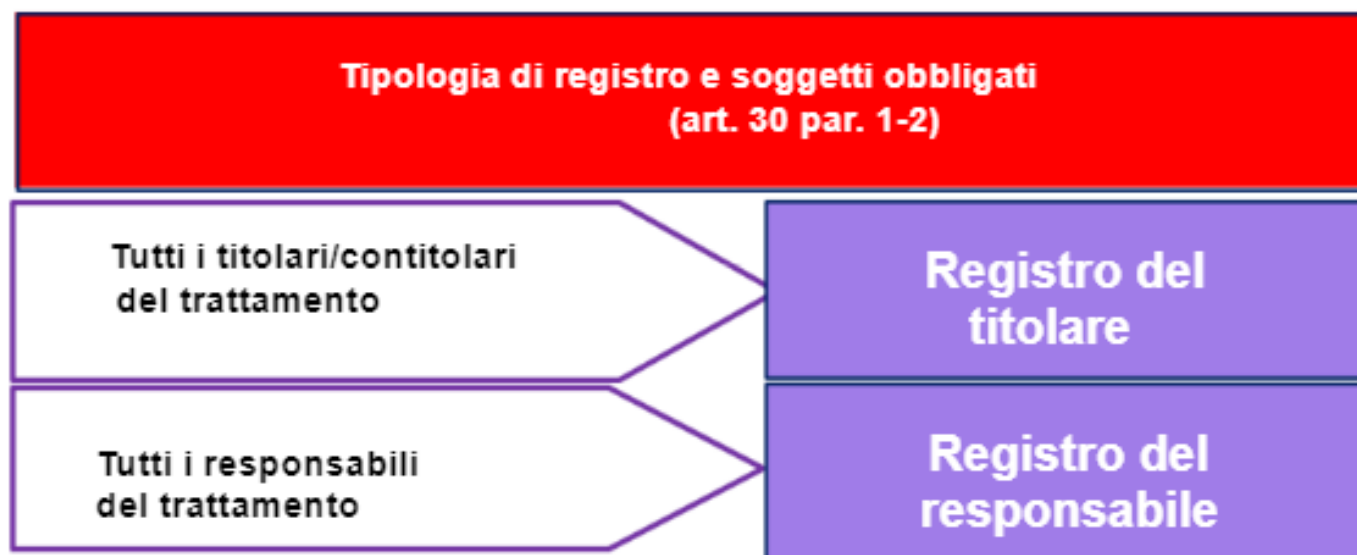 Tipologia di registro e soggetti obbligati
(art. 30 par. 1-2)
Tutti i titolari/contitolari
del trattamento
Registro del
titolare
Tutti i responsabili
del trattamento
Registro del
responsabile